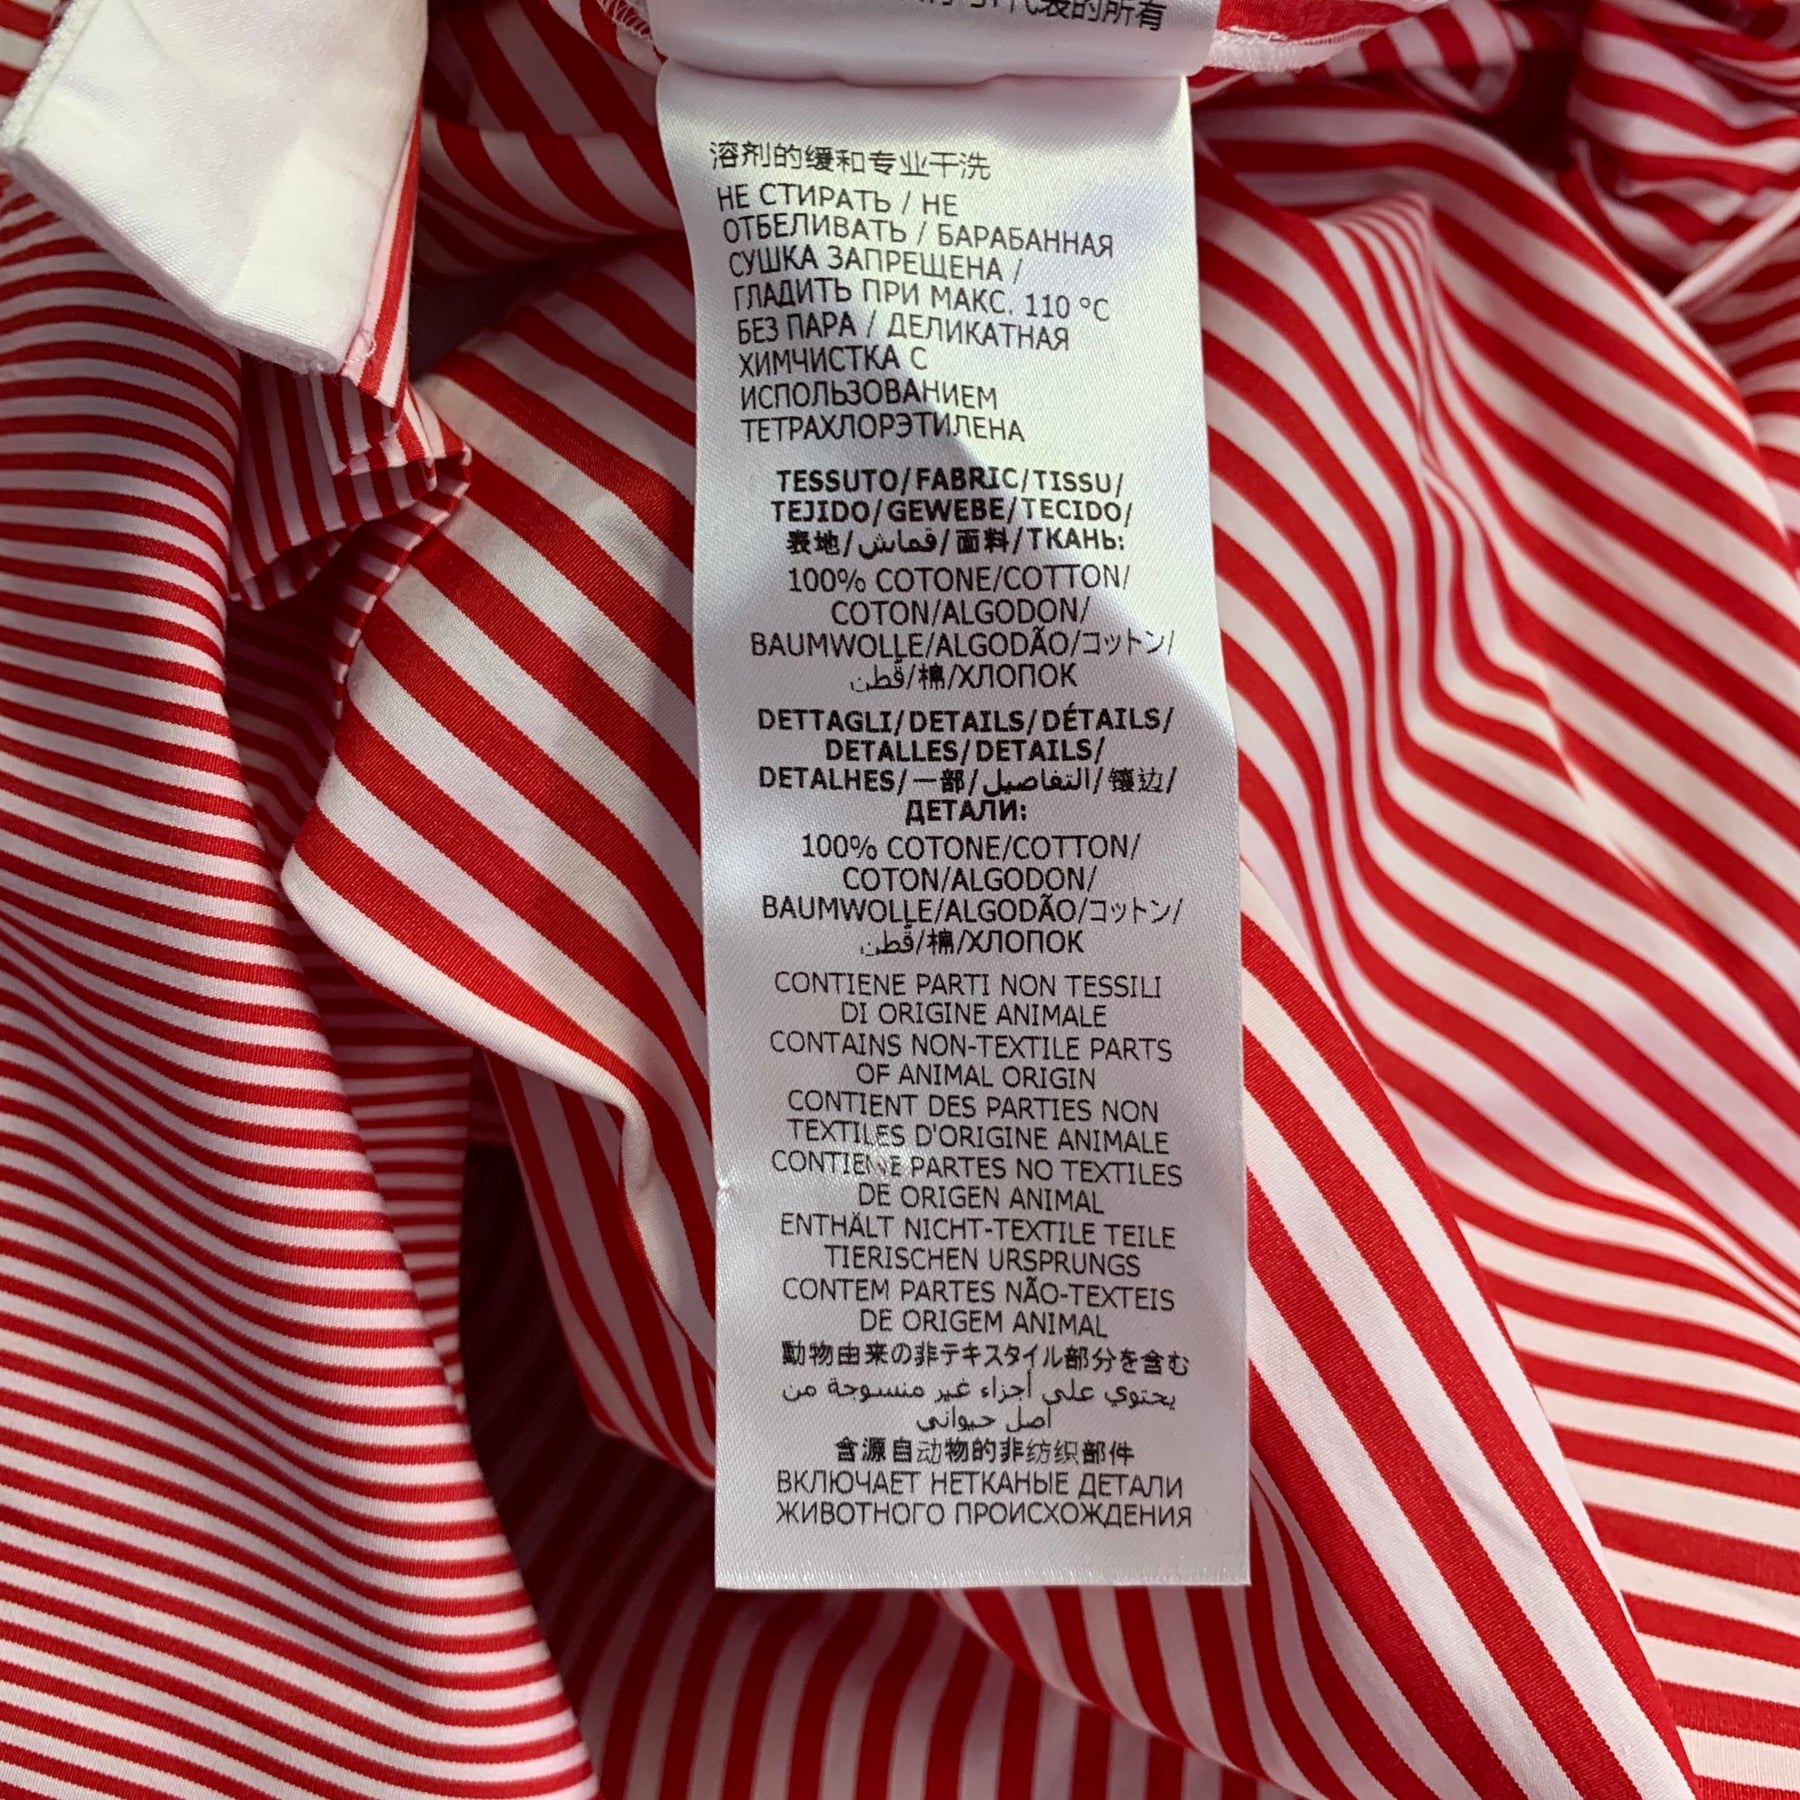 代表的所有
溶剂的缓和专业干洗
НЕ СТИРАТЬ / НЕ
ОТБЕЛИВАТЬ / БАРАБАННАЯ
СУШКА ЗАПРЕЩЕНА /
ГЛАДИТЬ ПРИ МАКС. 110 °C
БЕЗ ПАРА / ДЕЛИКАТНАЯ
ХИМЧИСТКА С
ИСПОЛЬЗОВАНИЕМ
ТЕТРАХЛОРЭТИЛЕНА
TESSUTO/FABRIC/TISSU/
TEJIDO/GEWEBE/TECIDO/
表地/قماش/面料/ТКАНЬ:
100% COTONE/COTTON/
COTON/ALGODON/
BAUMWOLLE/ALGODÃO/コットン/
قُطن/棉/ХЛОПОК
DETTAGLI/DETAILS/DÉTAILS/
DETALLES/DETAILS/
DETALHES/一部/التفاصيل/镶边/
ДЕТАЛИ:
100% COTONE/COTTON/
COTON/ALGODON/
BAUMWOLLE/ALGODÃO/コットン/
قُطن/棉/ХЛОПОК
CONTIENE PARTI NON TESSILI
DI ORIGINE ANIMALE
CONTAINS NON-TEXTILE PARTS
OF ANIMAL ORIGIN
CONTIENT DES PARTIES NON
TEXTILES D'ORIGINE ANIMALE
CONTIENE PARTES NO TEXTILES
DE ORIGEN ANIMAL
ENTHÄLT NICHT-TEXTILE TEILE
TIERISCHEN URSPRUNGS
CONTEM PARTES NÃO-TEXTEIS
DE ORIGEM ANIMAL
動物由来の非テキスタイル部分を含む
يحتوي على أجزاء غير منسوجة من
أصل حيواني
含源自动物的非纺织部件
ВКЛЮЧАЕТ НЕТКАНЫЕ ДЕТАЛИ
ЖИВОТНОГО ПРОИСХОЖДЕНИЯ